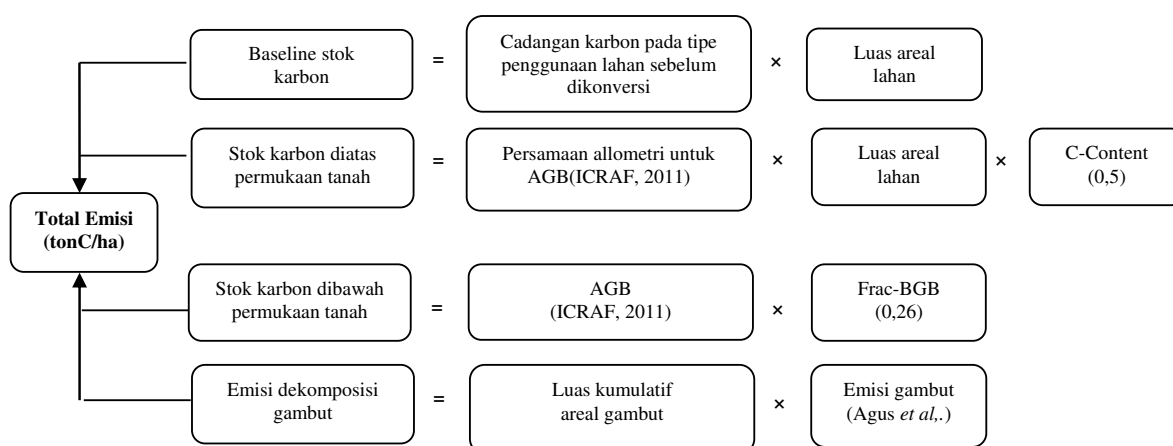 Baseline stok
karbon
=
Cadangan karbon pada tipe
penggunaan lahan sebelum
dikonversi
×
Luas areal
lahan
Stok karbon diatas
permukaan tanah
=
Persamaan allometri untuk
AGB(ICRAF, 2011)
×
Luas areal
lahan
×
C-Content
(0,5)
Total Emisi
(tonC/ha)
Stok karbon dibawah
permukaan tanah
=
AGB
(ICRAF, 2011)
×
Frac-BGB
(0,26)
Emisi dekomposisi
gambut
=
Luas kumulatif
areal gambut
×
Emisi gambut
(Agus et al,.)